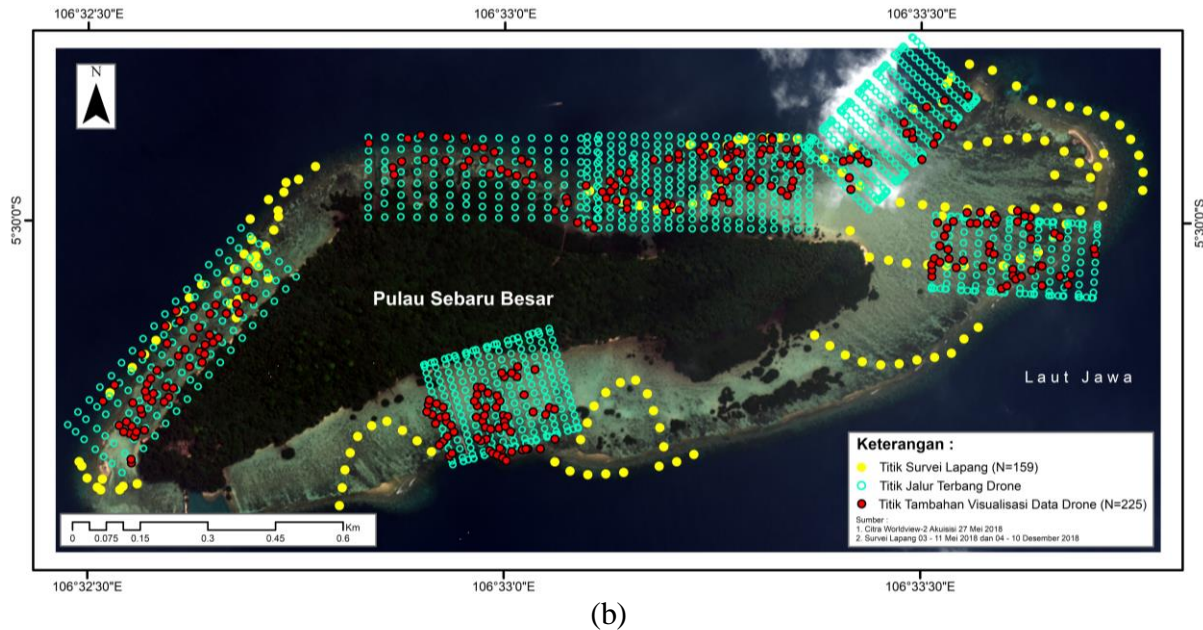 106°32'30"E 106°33'0"E 106°33'30"E
N
5°30'0"S 5°30'0"S
Pulau Sebaru Besar
Laut Jawa
Keterangan :
Titik Survei Lapang (N=159)
Titik Jalur Terbang Drone
Titik Tambahan Visualisasi Data Drone (N=225)
Sumber :
1. Citra Worldview-2 Akuisisi 27 Mei 2018
2. Survei Lapang 03 - 11 Mei 2018 dan 04 - 10 Desember 2018
Km
0 0.075 0.15 0.3 0.45 0.6
106°32'30"E 106°33'0"E 106°33'30"E
(b)